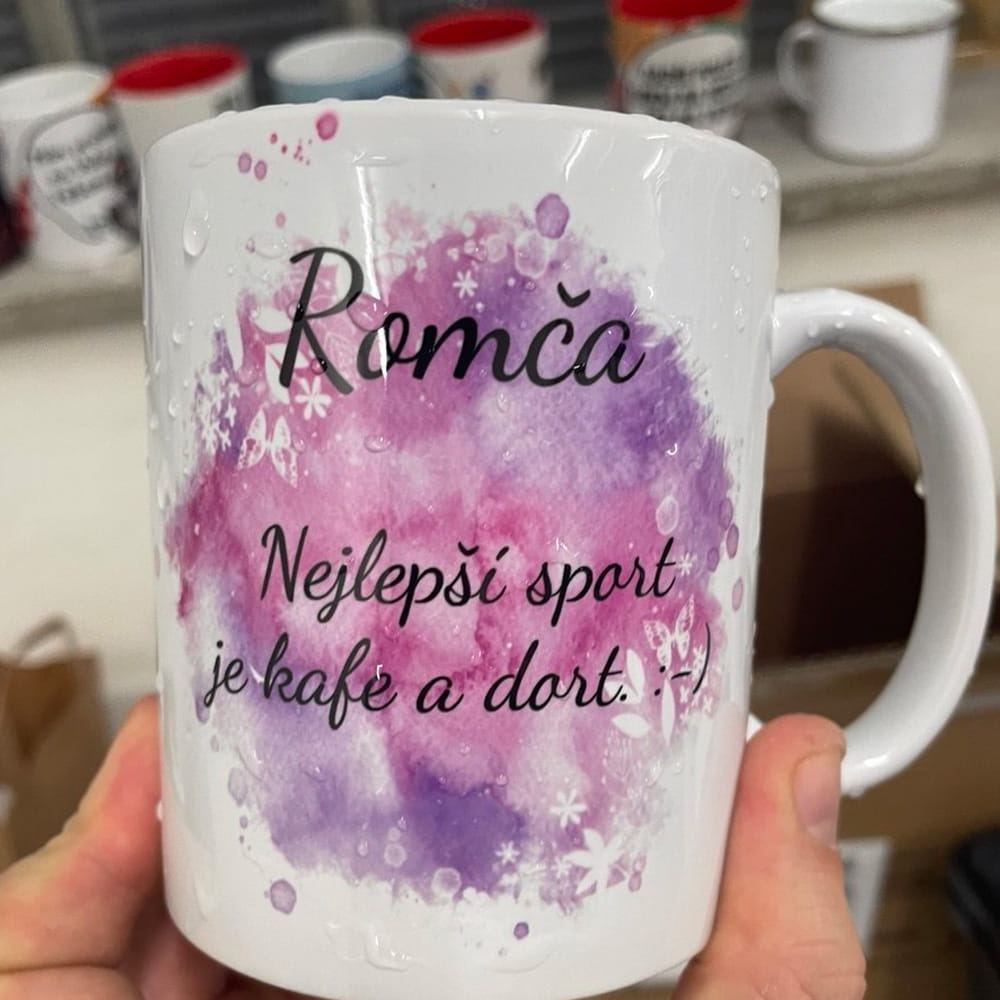 Romča
Nejlepší sport
je kafe a dort. :-)